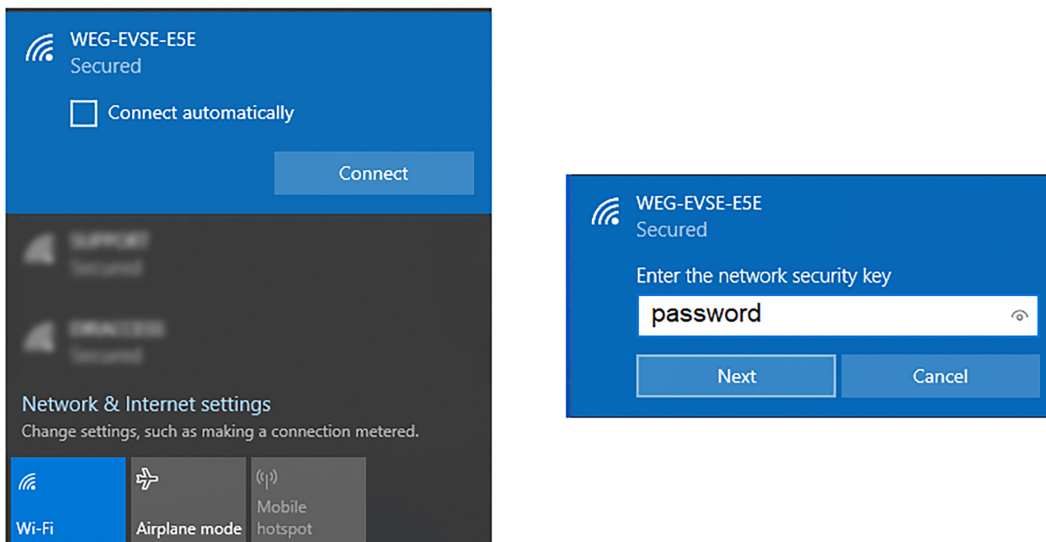 WEG-EVSE-E5E
Secured
Connect automatically
Connect
Network & Internet settings
Change settings, such as making a connection metered.
Wi-Fi
Airplane mode
Mobile
hotspot
WEG-EVSE-E5E
Secured
Enter the network security key
password
Next
Cancel